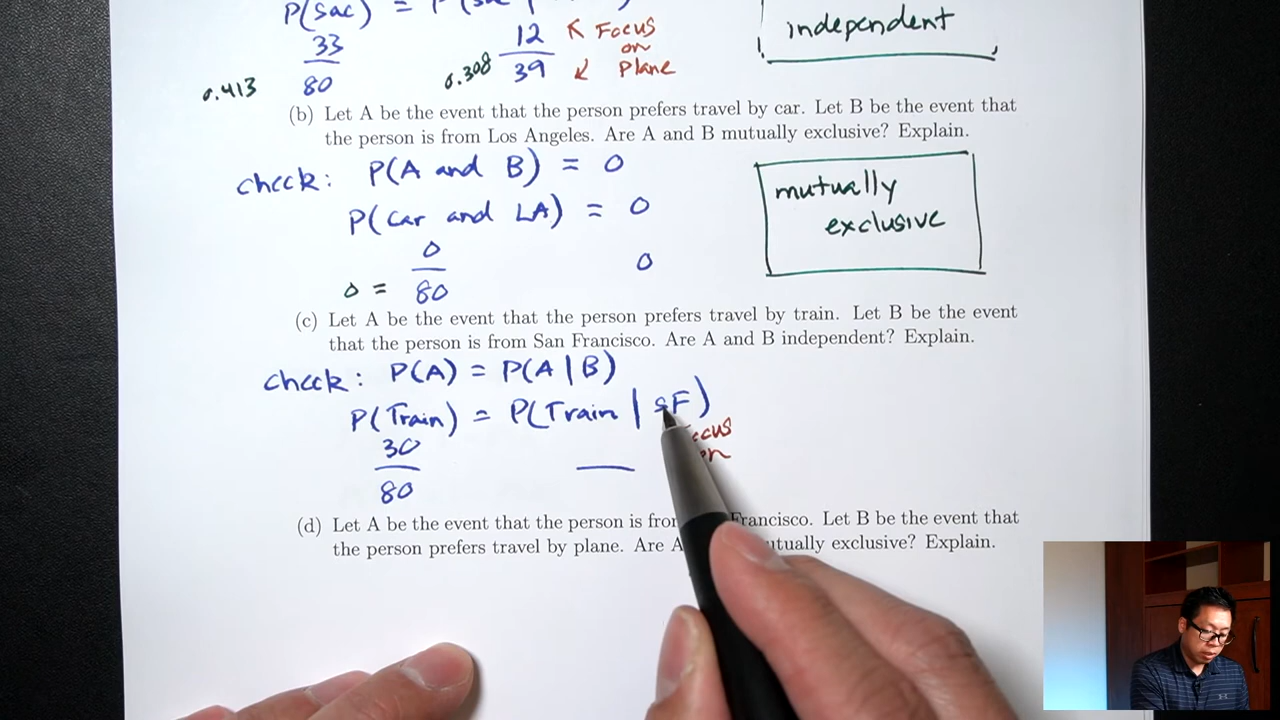 P(Sac) = P(Sac |
33
80
0.413
0.308
12
39
↖ Focus
on
↙ Plane
independent
(b) Let A be the event that the person prefers travel by car. Let B be the event that
the person is from Los Angeles. Are A and B mutually exclusive? Explain.
check: P(A and B) = 0
P(Car and LA) = 0
0 = 0
80
0
mutually
exclusive
(c) Let A be the event that the person prefers travel by train. Let B be the event
that the person is from San Francisco. Are A and B independent? Explain.
check: P(A) = P(A | B)
P(Train) = P(Train | SF)
30
80
on
(d) Let A be the event that the person is from Francisco. Let B be the event that
the person prefers travel by plane. Are A mutually exclusive? Explain.